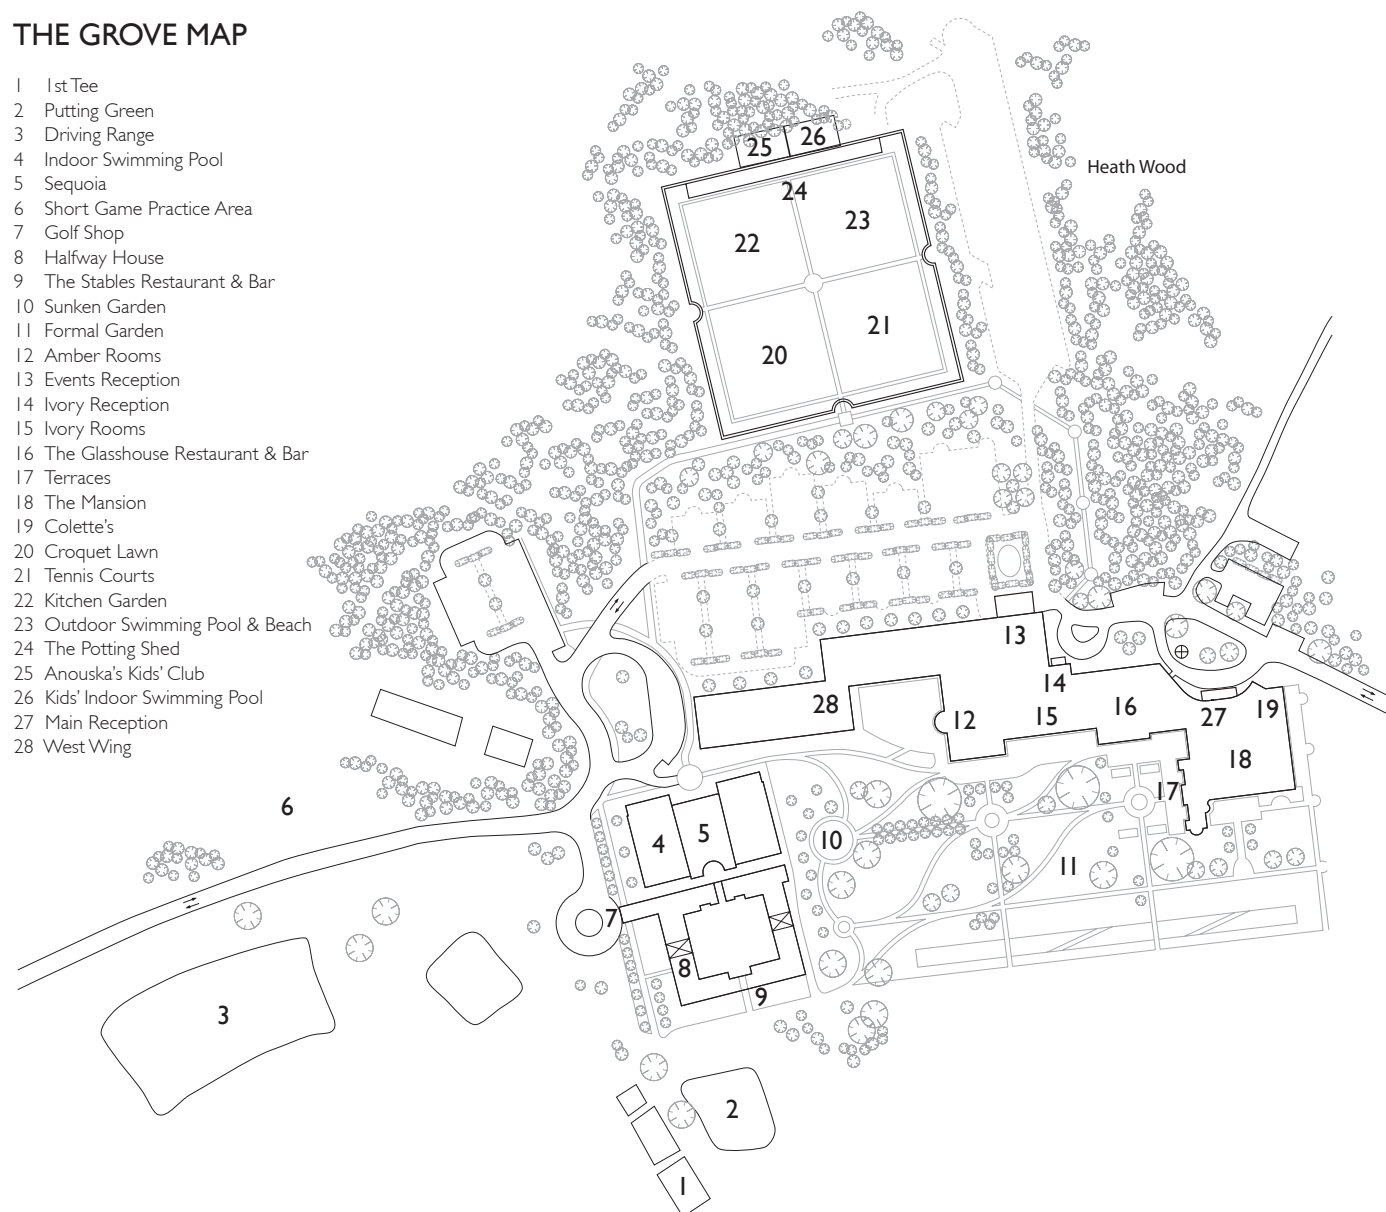 THE GROVE MAP
1 1st Tee
2 Putting Green
3 Driving Range
4 Indoor Swimming Pool
5 Sequoia
6 Short Game Practice Area
7 Golf Shop
8 Halfway House
9 The Stables Restaurant & Bar
10 Sunken Garden
11 Formal Garden
12 Amber Rooms
13 Events Reception
14 Ivory Reception
15 Ivory Rooms
16 The Glasshouse Restaurant & Bar
17 Terraces
18 The Mansion
19 Colette's
20 Croquet Lawn
21 Tennis Courts
22 Kitchen Garden
23 Outdoor Swimming Pool & Beach
24 The Potting Shed
25 Anouska's Kids' Club
26 Kids' Indoor Swimming Pool
27 Main Reception
28 West Wing
25
26
Heath Wood
24
22
23
20
21
13
14
28
12
15
16
27
19
18
17
6
4
5
10
11
7
8
9
3
2
1